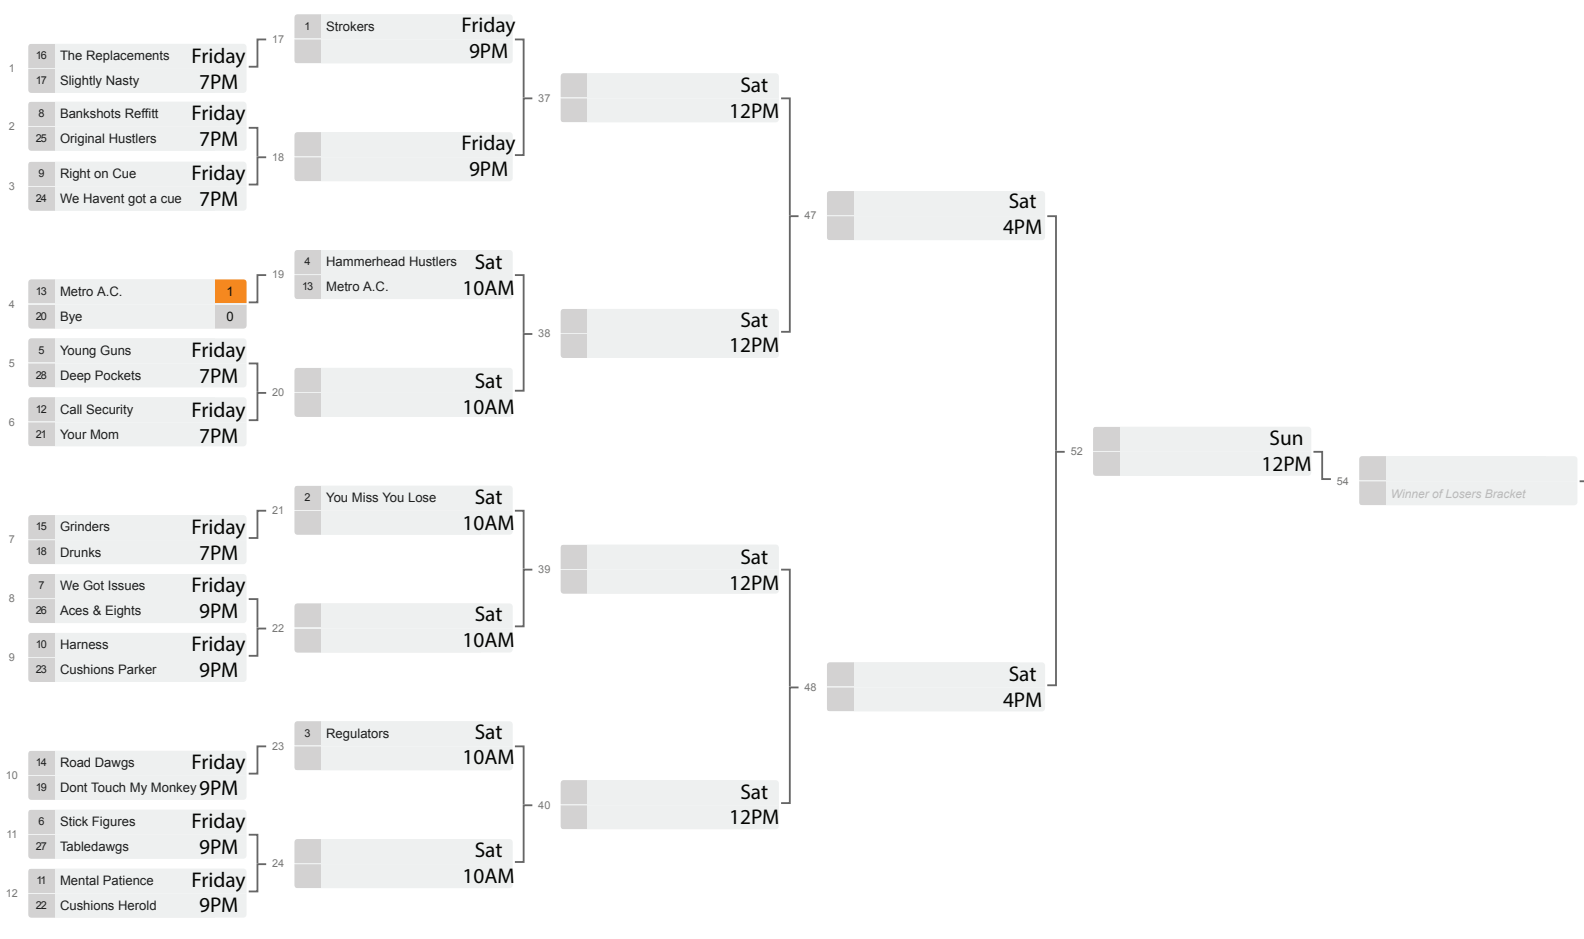 1
16 The Replacements Friday
17 Slightly Nasty 7PM
2
8 Bankshots Reffitt Friday
25 Original Hustlers 7PM
3
9 Right on Cue Friday
24 We Havent got a cue 7PM
4
13 Metro A.C. 1
20 Bye 0
5
5 Young Guns Friday
28 Deep Pockets 7PM
6
12 Call Security Friday
21 Your Mom 7PM
7
15 Grinders Friday
18 Drunks 7PM
8
7 We Got Issues Friday
26 Aces & Eights 9PM
9
10 Harness Friday
23 Cushions Parker 9PM
10
14 Road Dawgs Friday
19 Dont Touch My Monkey 9PM
11
6 Stick Figures Friday
27 Tabledawgs 9PM
12
11 Mental Patience Friday
22 Cushions Herold 9PM
17
1 Strokers Friday
9PM
18
Friday
9PM
19
4 Hammerhead Hustlers Sat
13 Metro A.C. 10AM
20
Sat
10AM
21
2 You Miss You Lose Sat
10AM
22
Sat
10AM
23
3 Regulators Sat
10AM
24
Sat
10AM
37
Sat
12PM
38
Sat
12PM
39
Sat
12PM
40
Sat
12PM
47
Sat
4PM
48
Sat
4PM
52
Sun
12PM
54
Winner of Losers Bracket